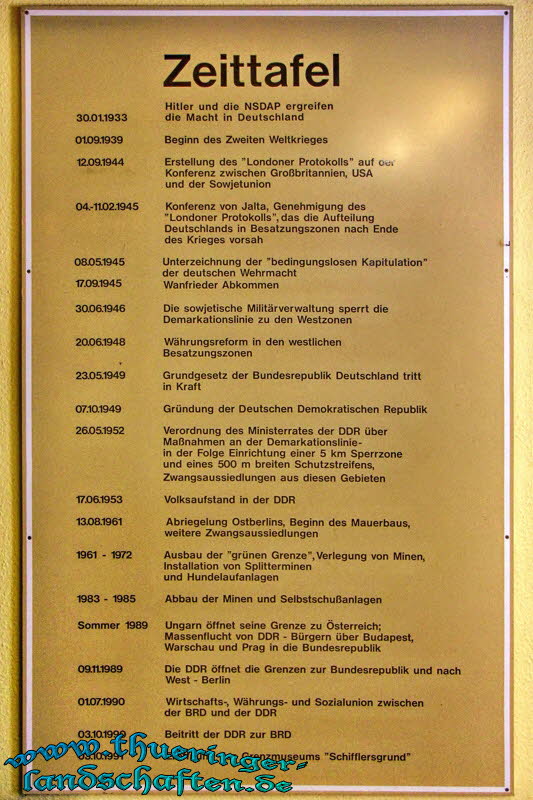 Zeittafel
Hitler und die NSDAP ergreifen
30.01.1933 die Macht in Deutschland
01.09.1939 Beginn des Zweiten Weltkrieges
12.09.1944 Erstellung des "Londoner Protokolls" auf der
Konferenz zwischen Großbritannien, USA
und der Sowjetunion
04.-11.02.1945 Konferenz von Jalta, Genehmigung des
"Londoner Protokolls", das die Aufteilung
Deutschlands in Besatzungszonen nach Ende
des Krieges vorsah
08.05.1945 Unterzeichnung der "bedingungslosen Kapitulation"
der deutschen Wehrmacht
17.09.1945 Wanfrieder Abkommen
30.06.1946 Die sowjetische Militärverwaltung sperrt die
Demarkationslinie zu den Westzonen
20.06.1948 Währungsreform in den westlichen
Besatzungszonen
23.05.1949 Grundgesetz der Bundesrepublik Deutschland tritt
in Kraft
07.10.1949 Gründung der Deutschen Demokratischen Republik
26.05.1952 Verordnung des Ministerrates der DDR über
Maßnahmen an der Demarkationslinie-
in der Folge Einrichtung einer 5 km Sperrzone
und eines 500 m breiten Schutzstreifens,
Zwangsaussiedlungen aus diesen Gebieten
17.06.1953 Volksaufstand in der DDR
13.08.1961 Abriegelung Ostberlins, Beginn des Mauerbaus,
weitere Zwangsaussiedlungen
1961 - 1972 Ausbau der "grünen Grenze", Verlegung von Minen,
Installation von Splitterminen
und Hundelaufanlagen
1983 - 1985 Abbau der Minen und Selbstschußanlagen
Sommer 1989 Ungarn öffnet seine Grenze zu Österreich;
Massenflucht von DDR - Bürgern über Budapest,
Warschau und Prag in die Bundesrepublik
09.11.1989 Die DDR öffnet die Grenzen zur Bundesrepublik und nach
West - Berlin
01.07.1990 Wirtschafts-, Währungs- und Sozialunion zwischen
der BRD und der DDR
03.10.1990 Beitritt der DDR zur BRD
Grenzmuseums "Schifflersgrund"
www.thueringer-
landschaften.de